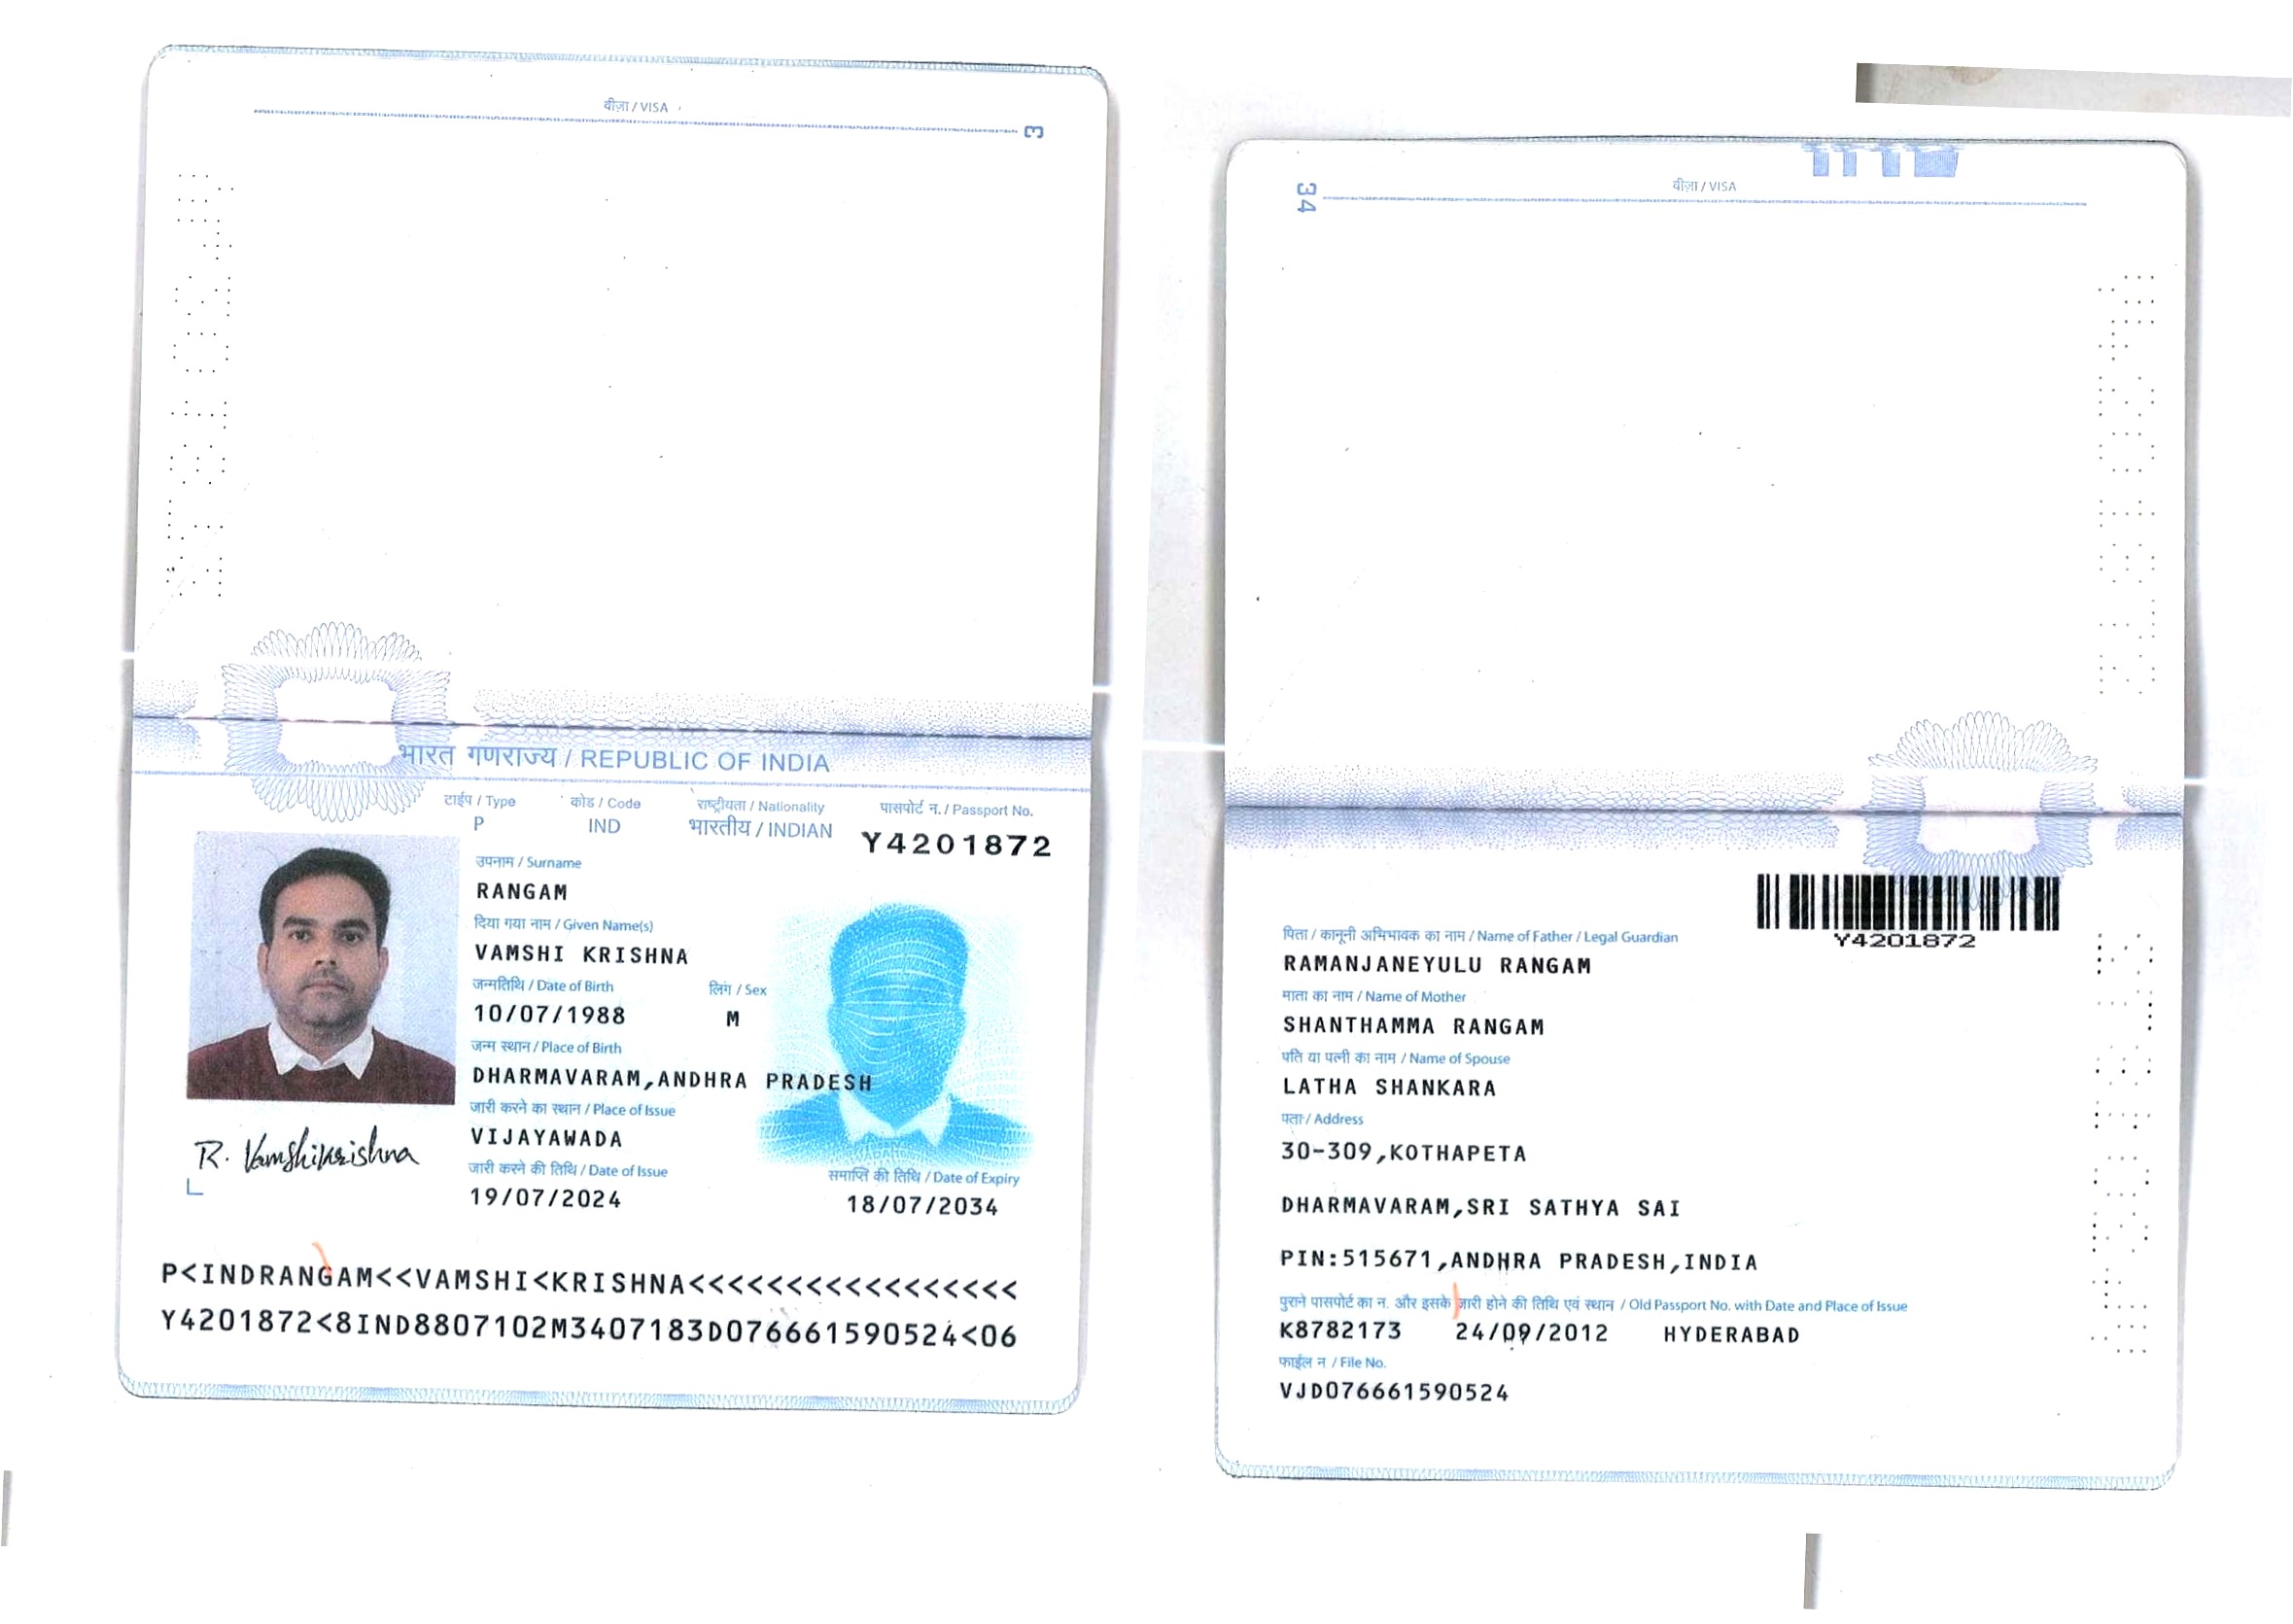 वीज़ा / VISA
3
भारत गणराज्य / REPUBLIC OF INDIA
टाईप / Type
कोड / Code
राष्ट्रीयता / Nationality
पासपोर्ट न. / Passport No.
P
IND
भारतीय / INDIAN
Y4201872
उपनाम / Surname
RANGAM
दिया गया नाम / Given Name(s)
VAMSHI KRISHNA
जन्मतिथि / Date of Birth
लिंग / Sex
10/07/1988
M
जन्म स्थान / Place of Birth
DHARMAVARAM,ANDHRA PRADESH
जारी करने का स्थान / Place of Issue
VIJAYAWADA
जारी करने की तिथि / Date of Issue
समाप्ति की तिथि / Date of Expiry
19/07/2024
18/07/2034
R. Vamshikrishna
P<INDRANGAM<<VAMSHI<KRISHNA<<<<<<<<<<<<<<<<<
Y4201872<8IND8807102M3407183D076661590524<06
34
वीज़ा / VISA
Y4201872
पिता / कानूनी अभिभावक का नाम / Name of Father / Legal Guardian
RAMANJANEYULU RANGAM
माता का नाम / Name of Mother
SHANTHAMMA RANGAM
पति या पत्नी का नाम / Name of Spouse
LATHA SHANKARA
पता / Address
30-309,KOTHAPETA
DHARMAVARAM,SRI SATHYA SAI
PIN:515671,ANDHRA PRADESH,INDIA
पुराने पासपोर्ट का न. और इसके जारी होने की तिथि एवं स्थान / Old Passport No. with Date and Place of Issue
K8782173 24/09/2012 HYDERABAD
फाईल न / File No.
VJD076661590524